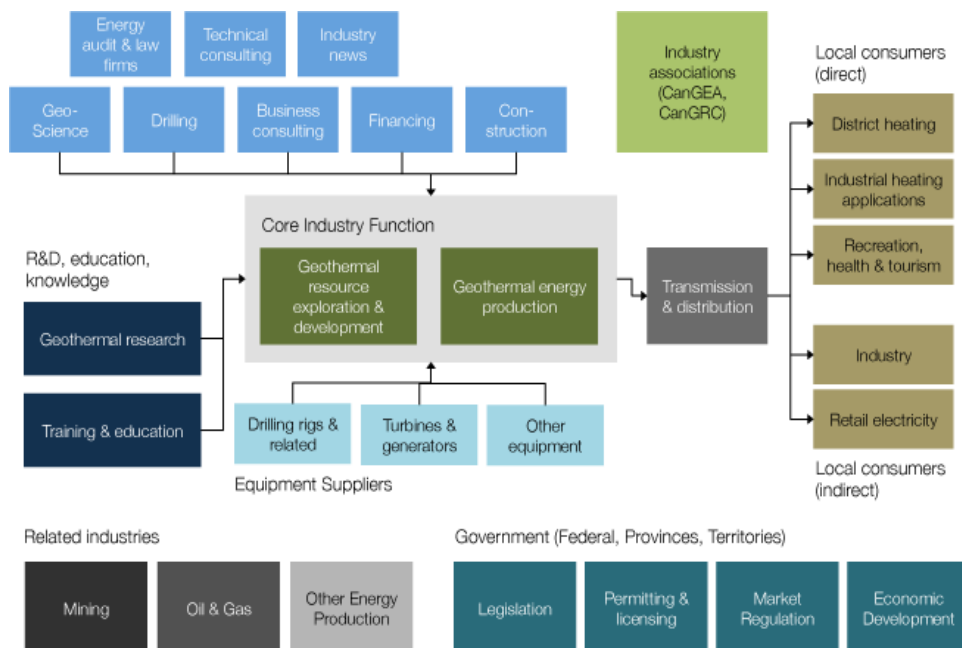 Energy
audit & law
firms
Technical
consulting
Industry
news
Geo-
Science
Drilling
Business
consulting
Financing
Con-
struction
Industry
associations
(CanGEA,
CanGRC)
Local consumers
(direct)
District heating
Industrial heating
applications
Recreation,
health & tourism
Core Industry Function
Geothermal
resource
exploration &
development
Geothermal energy
production
Transmission
& distribution
R&D, education,
knowledge
Geothermal research
Training & education
Industry
Retail electricity
Local consumers
(indirect)
Drilling rigs &
related
Turbines &
generators
Other
equipment
Equipment Suppliers
Related industries
Mining
Oil & Gas
Other Energy
Production
Government (Federal, Provinces, Territories)
Legislation
Permitting &
licensing
Market
Regulation
Economic
Development